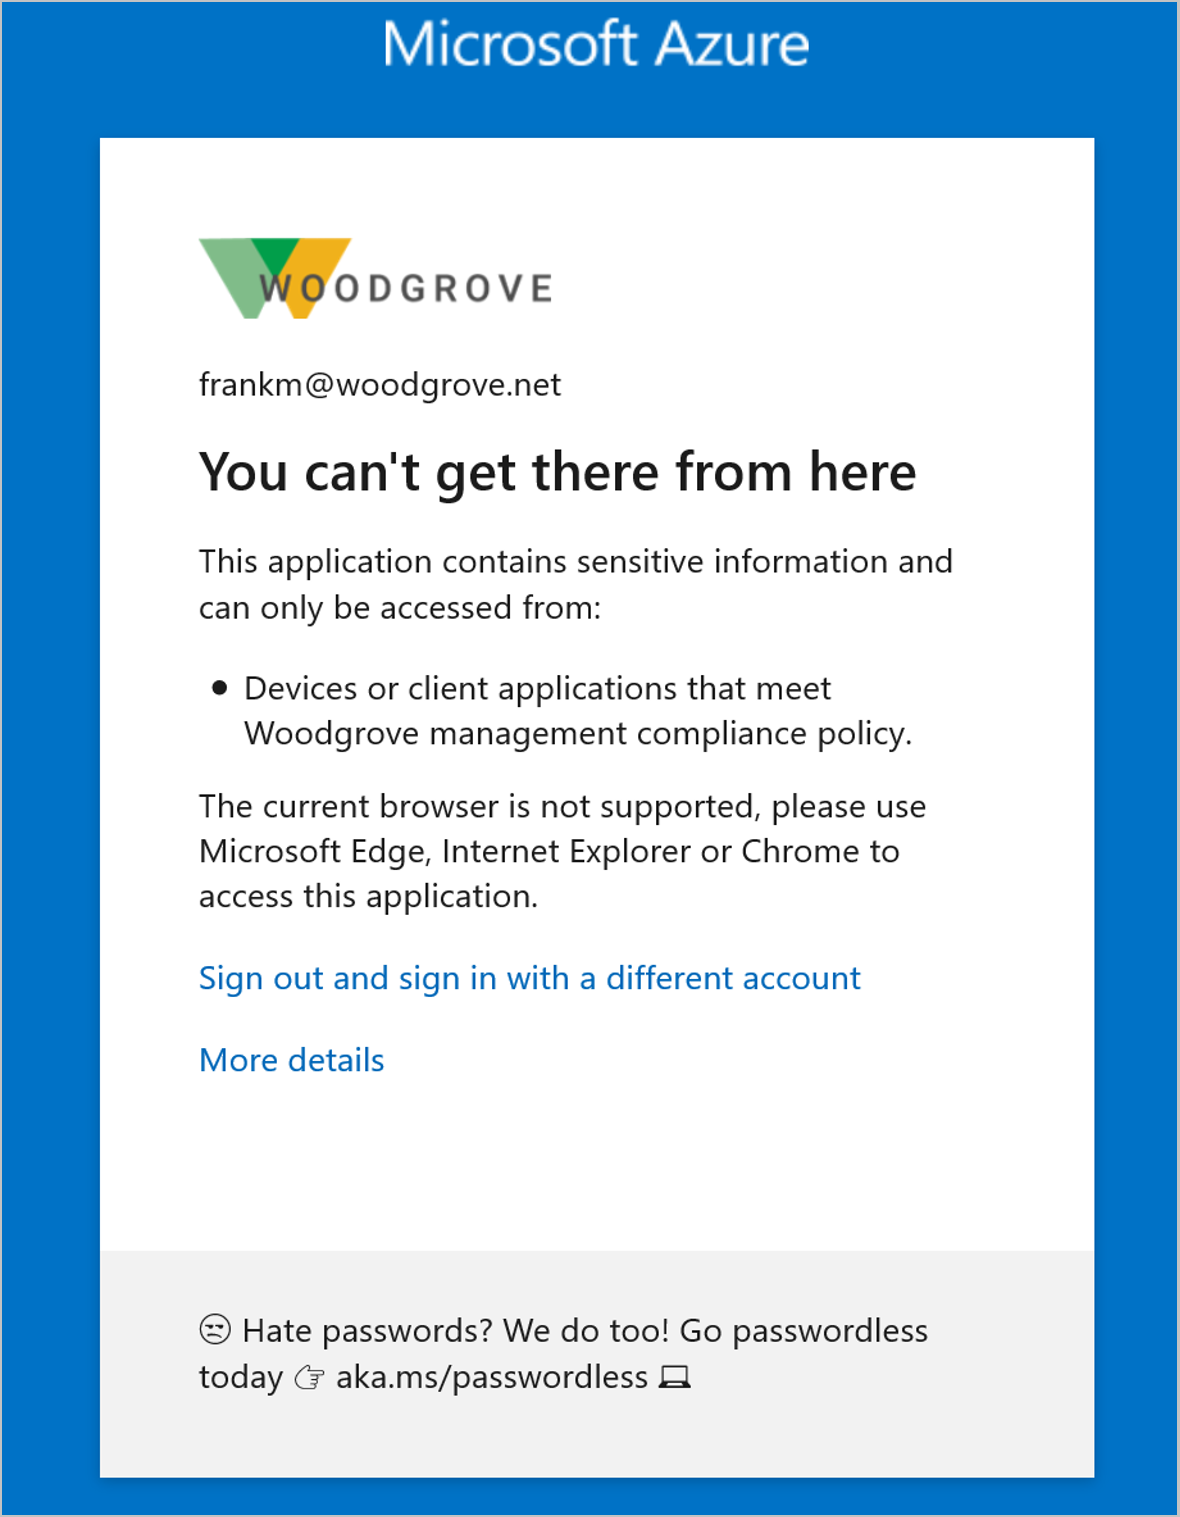 Microsoft Azure
WOODGROVE
frankm@woodgrove.net
You can't get there from here
This application contains sensitive information and
can only be accessed from:
• Devices or client applications that meet
Woodgrove management compliance policy.
The current browser is not supported, please use
Microsoft Edge, Internet Explorer or Chrome to
access this application.
Sign out and sign in with a different account
More details
😒 Hate passwords? We do too! Go passwordless
today 👉 aka.ms/passwordless 💻